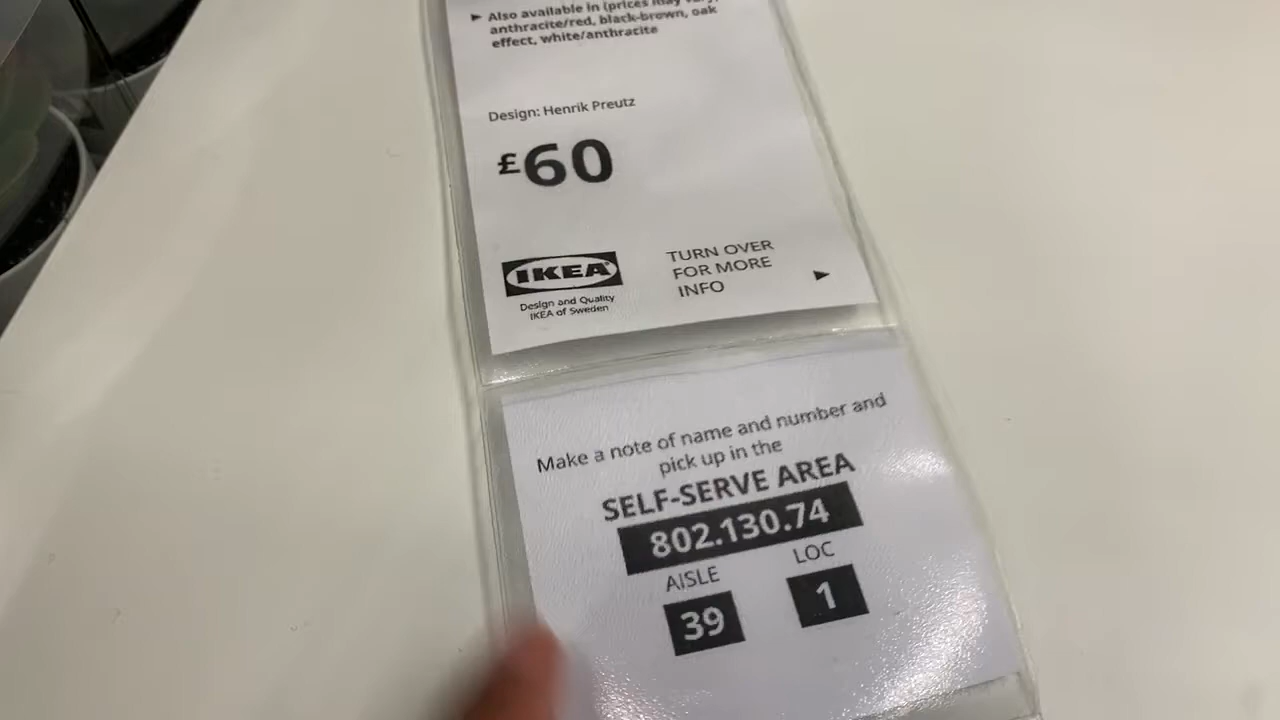 ► Also available in (prices may vary)
anthracite/red, black-brown, oak
effect, white/anthracite
Design: Henrik Preutz
£60
IKEA®
Design and Quality
IKEA of Sweden
TURN OVER
FOR MORE
INFO
►
Make a note of name and number and
pick up in the
SELF-SERVE AREA
802.130.74
AISLE
LOC
39
1